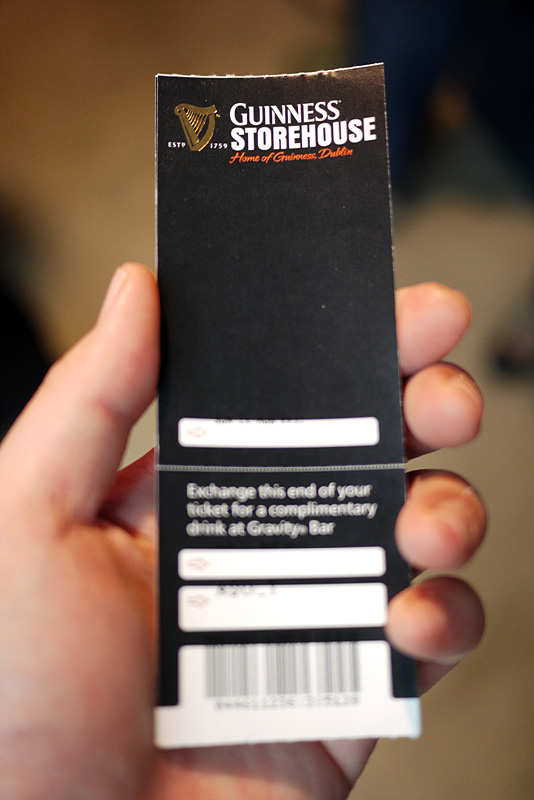 GUINNESS
ESTD 1759 STOREHOUSE
Home of Guinness, Dublin
Exchange this end of your
ticket for a complimentary
drink at Gravity® Bar